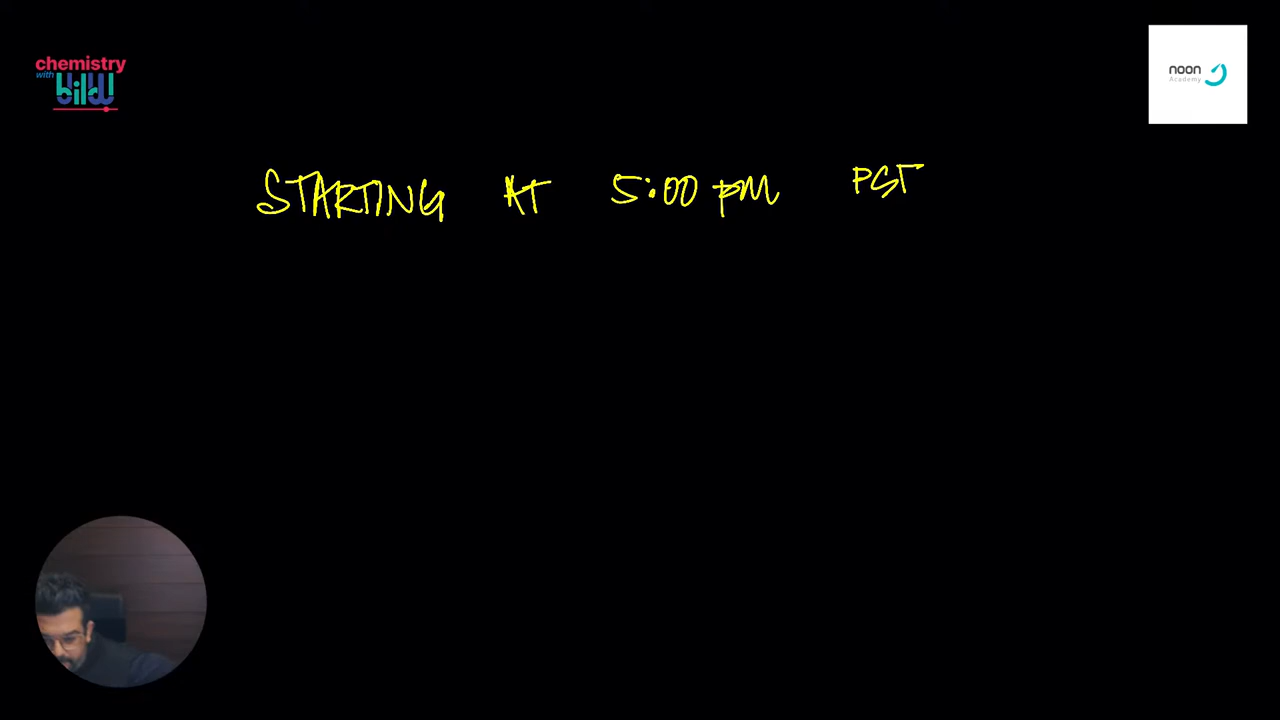 chemistry
with
bilal
noon
Academy
STARTING AT 5:00 pm PST